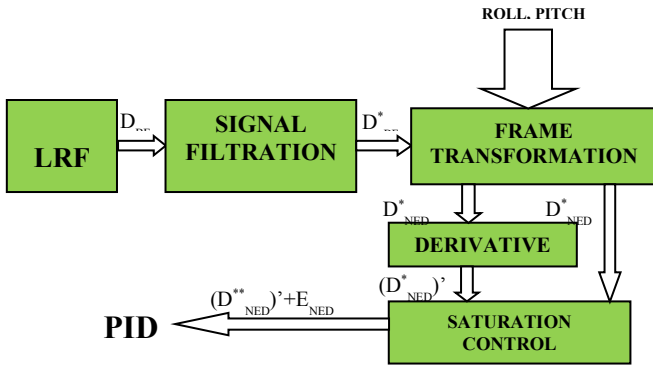 ROLL, PITCH
LRF
D
SIGNAL
FILTRATION
D*
FRAME
TRANSFORMATION
D*NED
D*NED
DERIVATIVE
(D**NED)’+ENED
(D*NED)’
PID
SATURATION
CONTROL